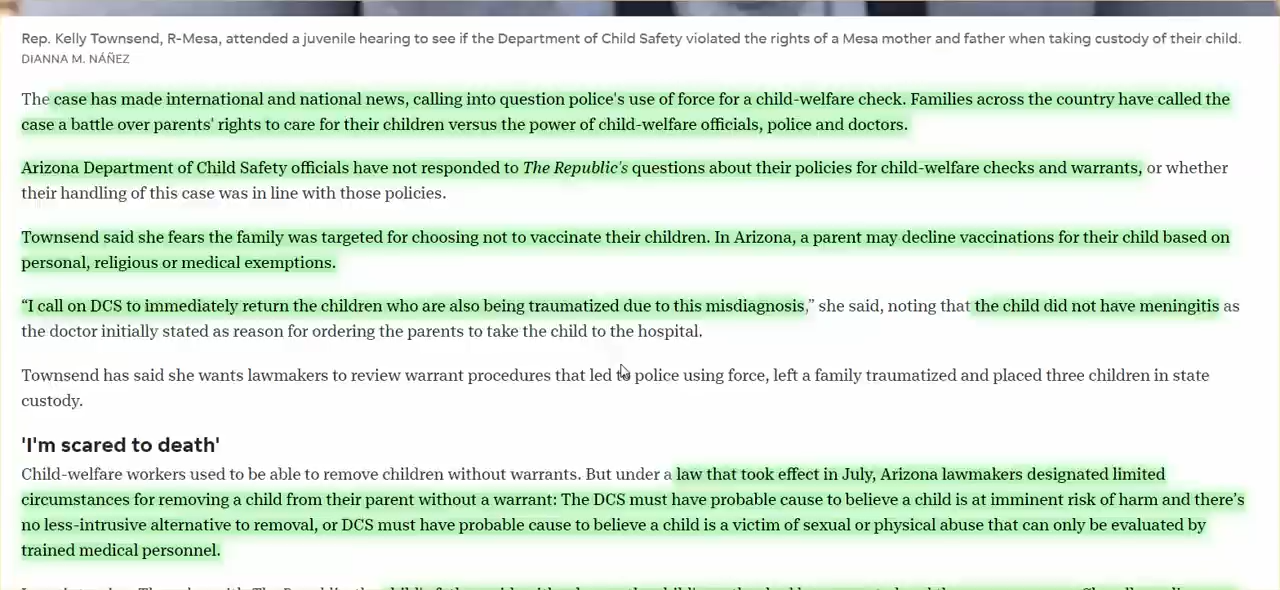 Rep. Kelly Townsend, R-Mesa, attended a juvenile hearing to see if the Department of Child Safety violated the rights of a Mesa mother and father when taking custody of their child.
DIANNA M. NÁÑEZ
The case has made international and national news, calling into question police's use of force for a child-welfare check. Families across the country have called the
case a battle over parents' rights to care for their children versus the power of child-welfare officials, police and doctors.
Arizona Department of Child Safety officials have not responded to The Republic's questions about their policies for child-welfare checks and warrants, or whether
their handling of this case was in line with those policies.
Townsend said she fears the family was targeted for choosing not to vaccinate their children. In Arizona, a parent may decline vaccinations for their child based on
personal, religious or medical exemptions.
“I call on DCS to immediately return the children who are also being traumatized due to this misdiagnosis,” she said, noting that the child did not have meningitis as
the doctor initially stated as reason for ordering the parents to take the child to the hospital.
Townsend has said she wants lawmakers to review warrant procedures that led to police using force, left a family traumatized and placed three children in state
custody.
'I'm scared to death'
Child-welfare workers used to be able to remove children without warrants. But under a law that took effect in July, Arizona lawmakers designated limited
circumstances for removing a child from their parent without a warrant: The DCS must have probable cause to believe a child is at imminent risk of harm and there's
no less-intrusive alternative to removal, or DCS must have probable cause to believe a child is a victim of sexual or physical abuse that can only be evaluated by
trained medical personnel.